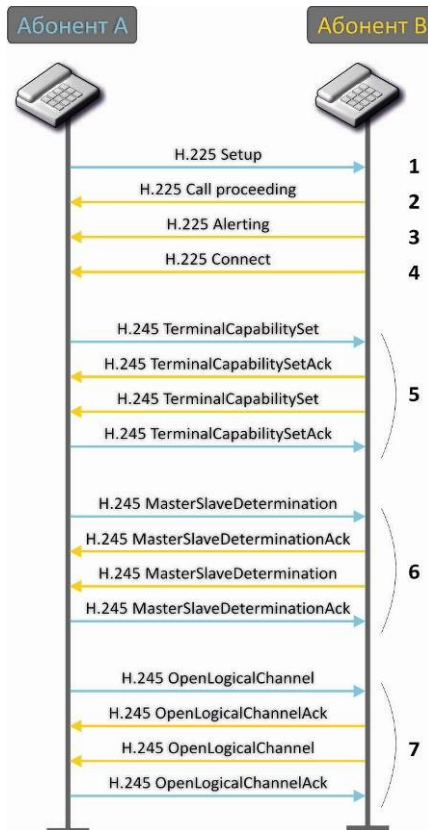 Абонент A
Абонент B
H.225 Setup
1
H.225 Call proceeding
2
H.225 Alerting
3
H.225 Connect
4
H.245 TerminalCapabilitySet
H.245 TerminalCapabilitySetAck
5
H.245 TerminalCapabilitySet
H.245 TerminalCapabilitySetAck
H.245 MasterSlaveDetermination
H.245 MasterSlaveDeterminationAck
6
H.245 MasterSlaveDetermination
H.245 MasterSlaveDeterminationAck
H.245 OpenLogicalChannel
H.245 OpenLogicalChannelAck
7
H.245 OpenLogicalChannel
H.245 OpenLogicalChannelAck